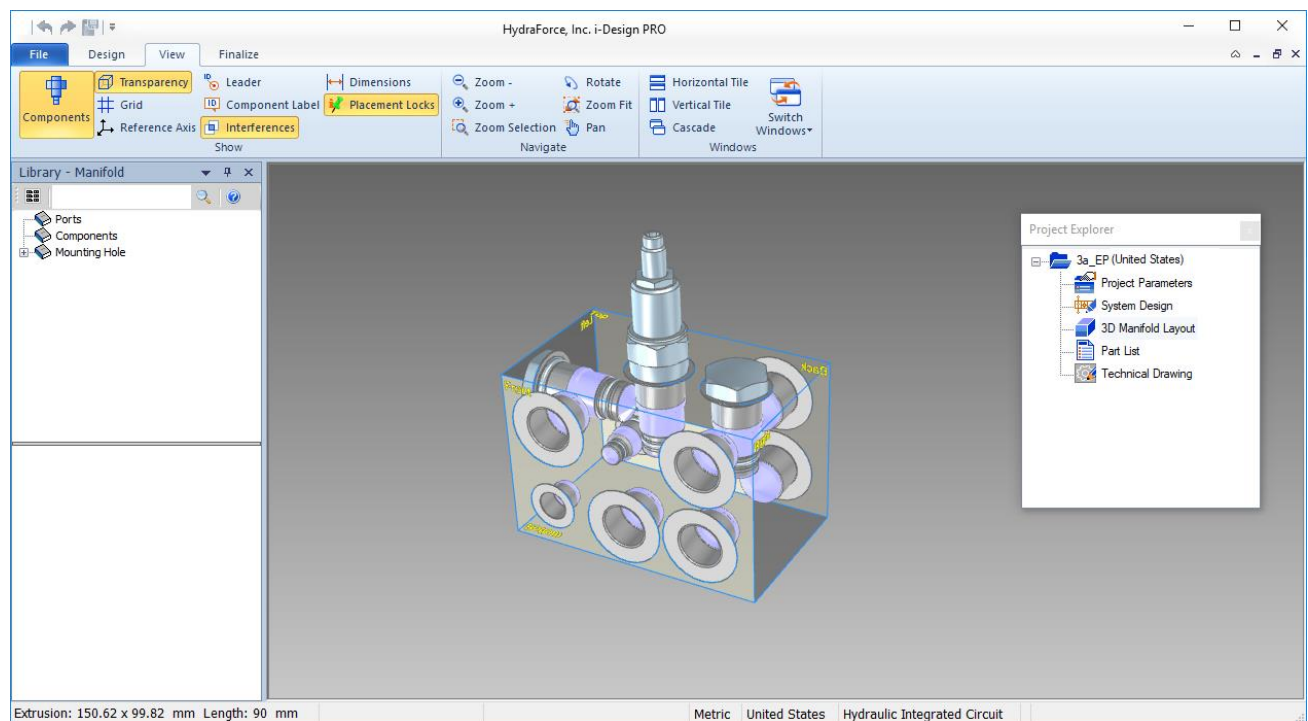 HydraForce, Inc. i-Design PRO
File Design View Finalize
Components
Transparency
Grid
Reference Axis
ID Leader
ID Component Label
Interferences
Dimensions
Placement Locks
Show
Zoom -
Zoom +
Zoom Selection
Rotate
Zoom Fit
Pan
Navigate
Horizontal Tile
Vertical Tile
Cascade
Switch
Windows
Windows
Library - Manifold
Ports
Components
Mounting Hole
Back
Project Explorer
3a_EP (United States)
Project Parameters
System Design
3D Manifold Layout
Part List
Technical Drawing
Extrusion: 150.62 x 99.82 mm Length: 90 mm
Metric United States Hydraulic Integrated Circuit